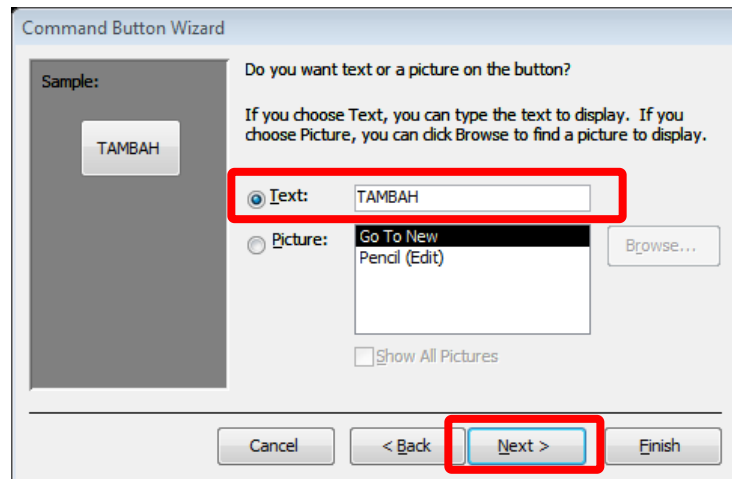 Command Button Wizard
Sample:
TAMBAH
Do you want text or a picture on the button?
If you choose Text, you can type the text to display. If you
choose Picture, you can click Browse to find a picture to display.
Text: TAMBAH
Picture: Go To New
Pencil (Edit)
Browse...
Show All Pictures
Cancel < Back Next > Finish